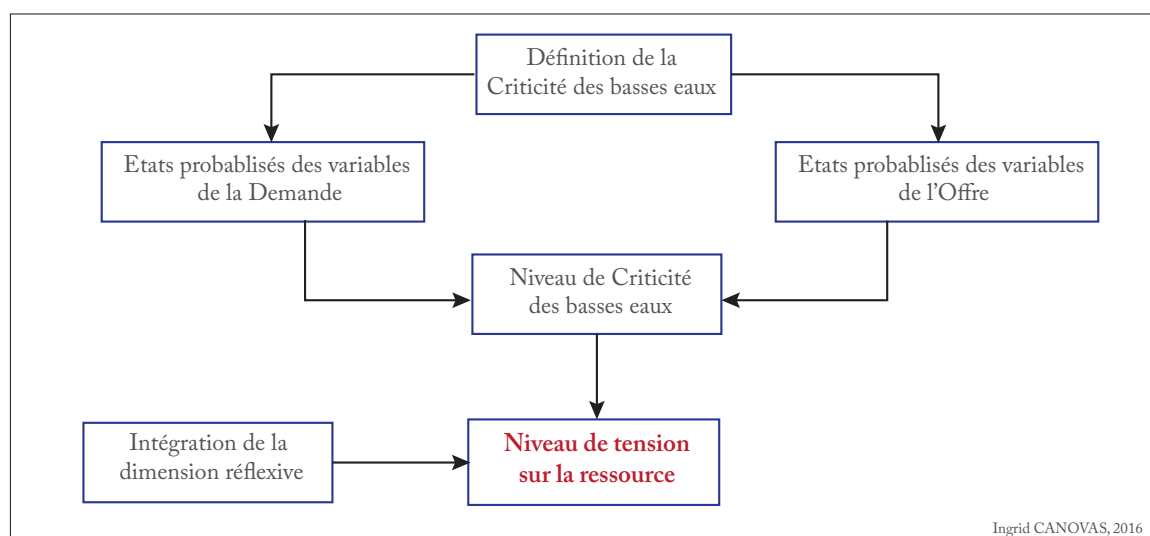 Définition de la
Criticité des basses eaux
Etats probablisés des variables
de la Demande
Etats probablisés des variables
de l'Offre
Niveau de Criticité
des basses eaux
Intégration de la
dimension réflexive
Niveau de tension
sur la ressource
Ingrid CANOVAS, 2016